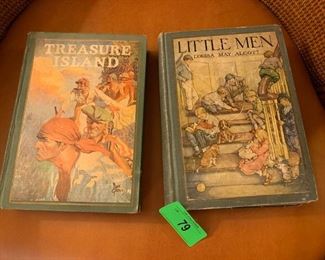 TREASURE
ISLAND
LITTLE MEN
LOUISA MAY ALCOTT
79